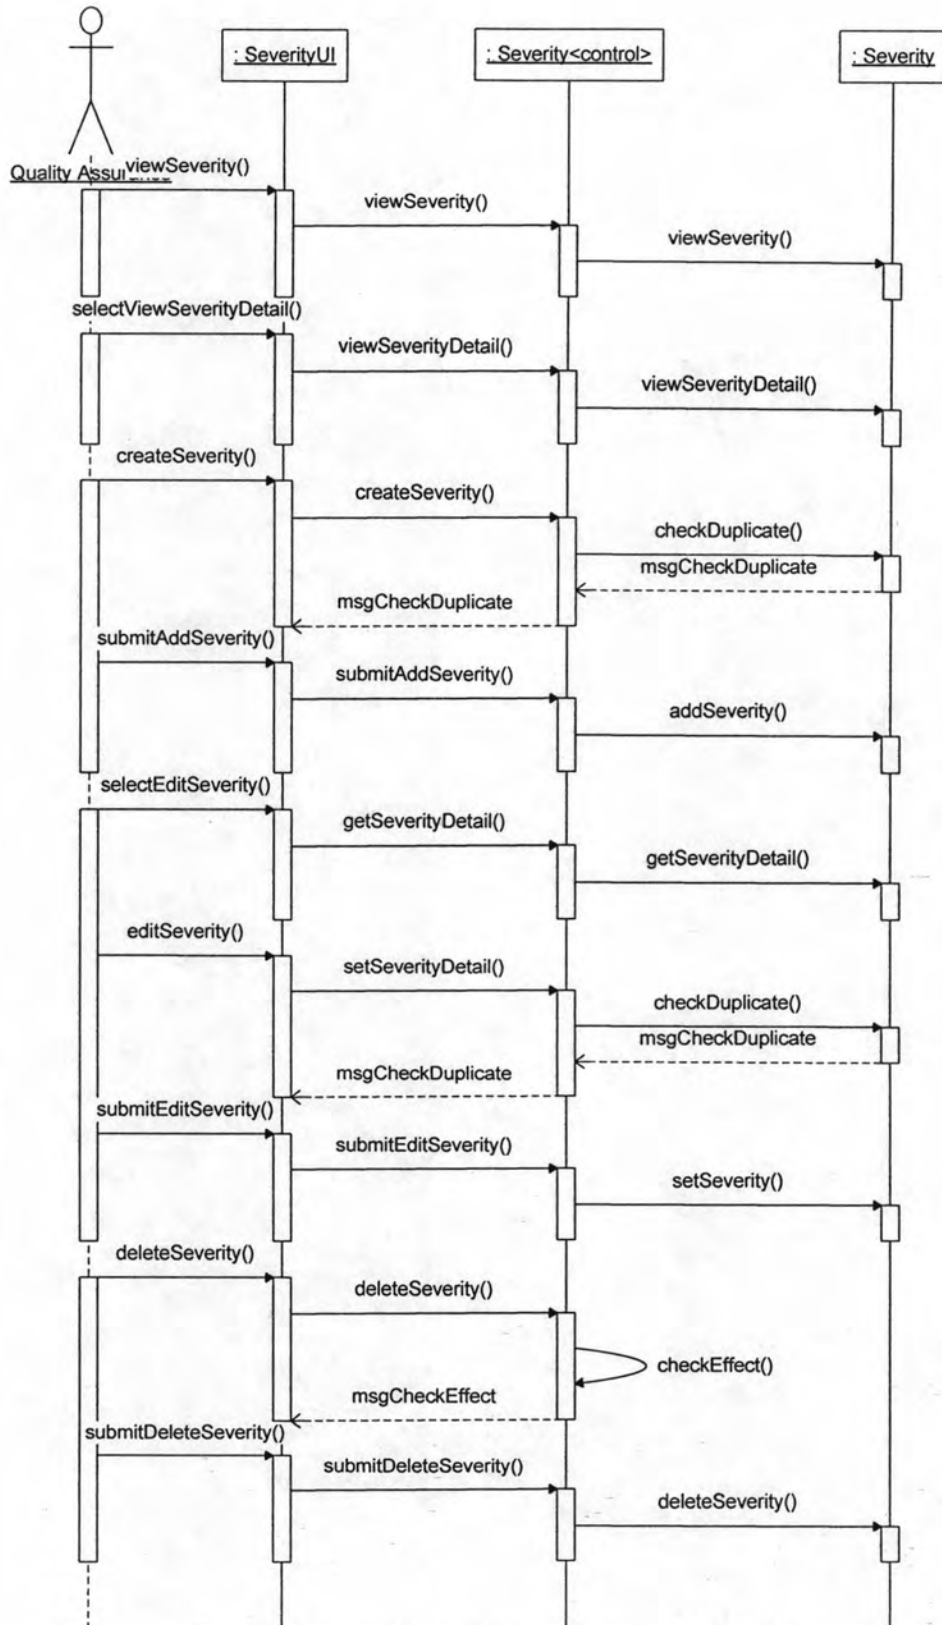 : SeverityUI
: Severity<control>
: Severity
Quality Assurance
viewSeverity()
viewSeverity()
viewSeverity()
selectViewSeverityDetail()
viewSeverityDetail()
viewSeverityDetail()
createSeverity()
createSeverity()
checkDuplicate()
msgCheckDuplicate
msgCheckDuplicate
submitAddSeverity()
submitAddSeverity()
addSeverity()
selectEditSeverity()
getSeverityDetail()
getSeverityDetail()
editSeverity()
setSeverityDetail()
checkDuplicate()
msgCheckDuplicate
msgCheckDuplicate
submitEditSeverity()
submitEditSeverity()
setSeverity()
deleteSeverity()
deleteSeverity()
checkEffect()
msgCheckEffect
submitDeleteSeverity()
submitDeleteSeverity()
deleteSeverity()